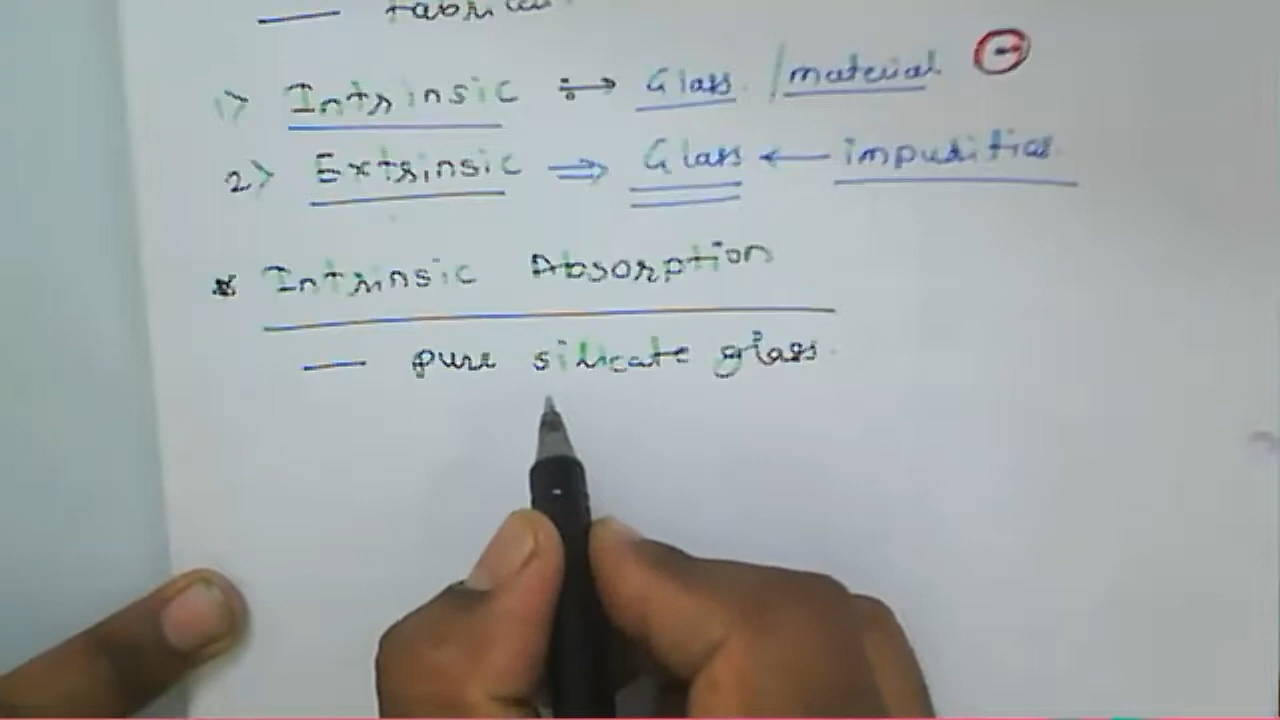 1) Intrinsic ÷→ Glass / material -
2) Extrinsic ⇒ Glass ← impurities
* Intrinsic Absorption
— pure silicate glass.